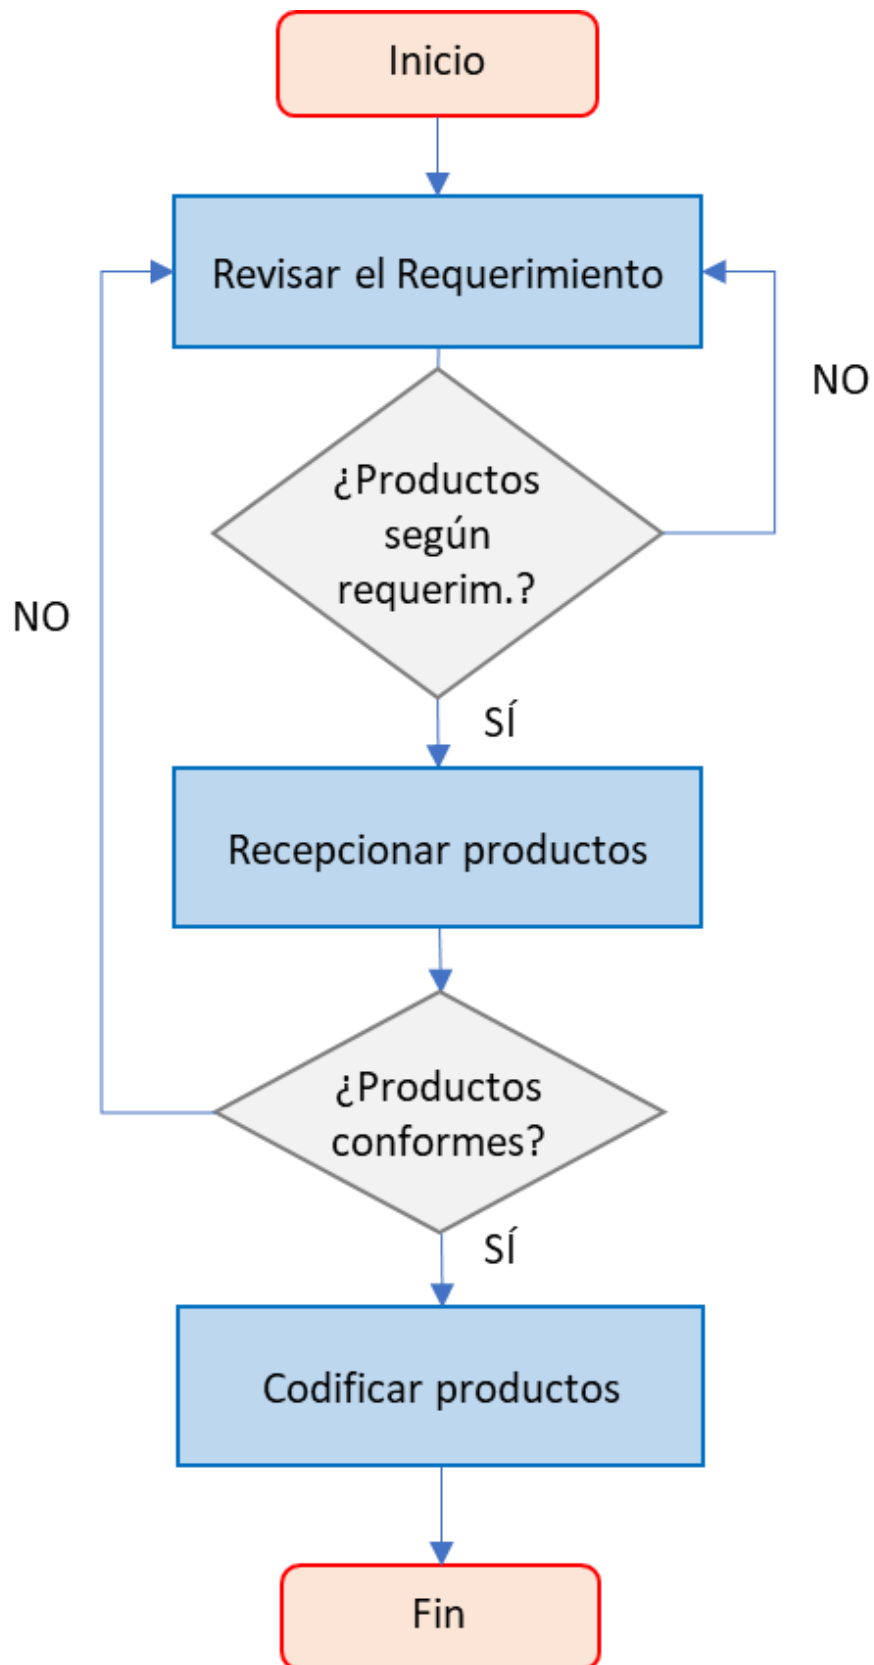 Inicio
Revisar el Requerimiento
NO
¿Productos
según
requerim.?
NO
SÍ
Recepcionar productos
¿Productos
conformes?
SÍ
Codificar productos
Fin